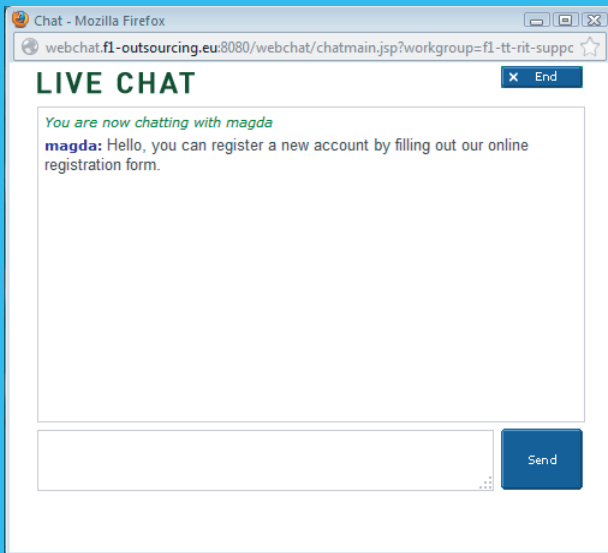 Chat - Mozilla Firefox
webchat.f1-outsourcing.eu:8080/webchat/chatmain.jsp?workgroup=f1-tt-rit-suppc
LIVE CHAT
End
You are now chatting with magda
magda: Hello, you can register a new account by filling out our online
registration form.
Send